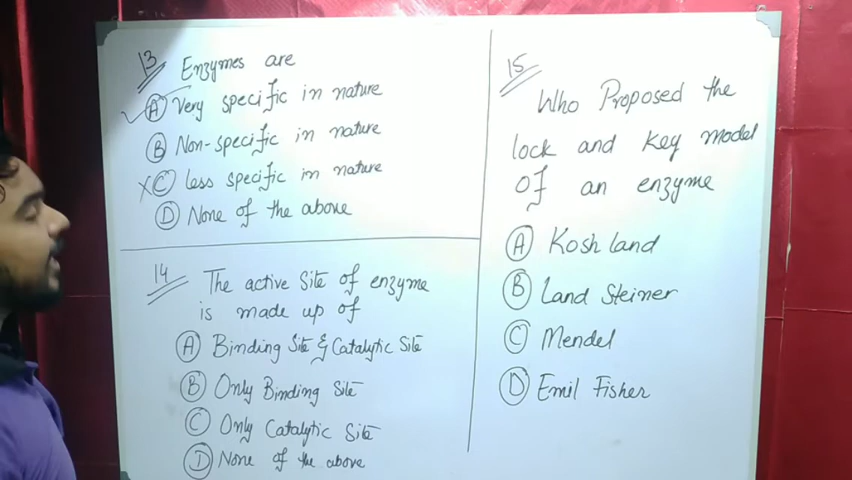 13 Enzymes are
A Very specific in nature
B Non-specific in nature
C less specific in nature
D None of the above
14 The active site of enzyme
is made up of
A Binding Site & Catalytic Site
B Only Binding Site
C Only Catalytic Site
D None of the above
15
Who Proposed the
lock and key model
of an enzyme
A Koshland
B Land Steiner
C Mendel
D Emil Fisher